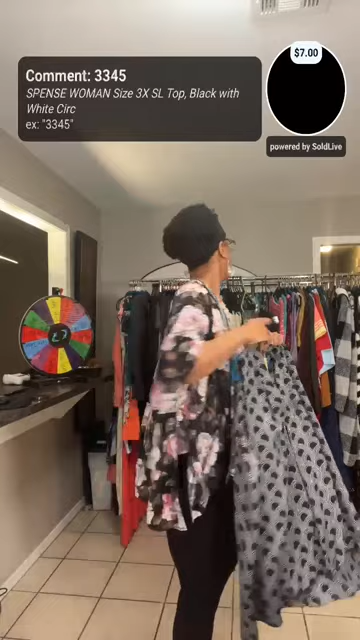 $7.00
Comment: 3345
SPENSE WOMAN Size 3X SL Top, Black with
White Circ
ex: "3345"
powered by SoldLive